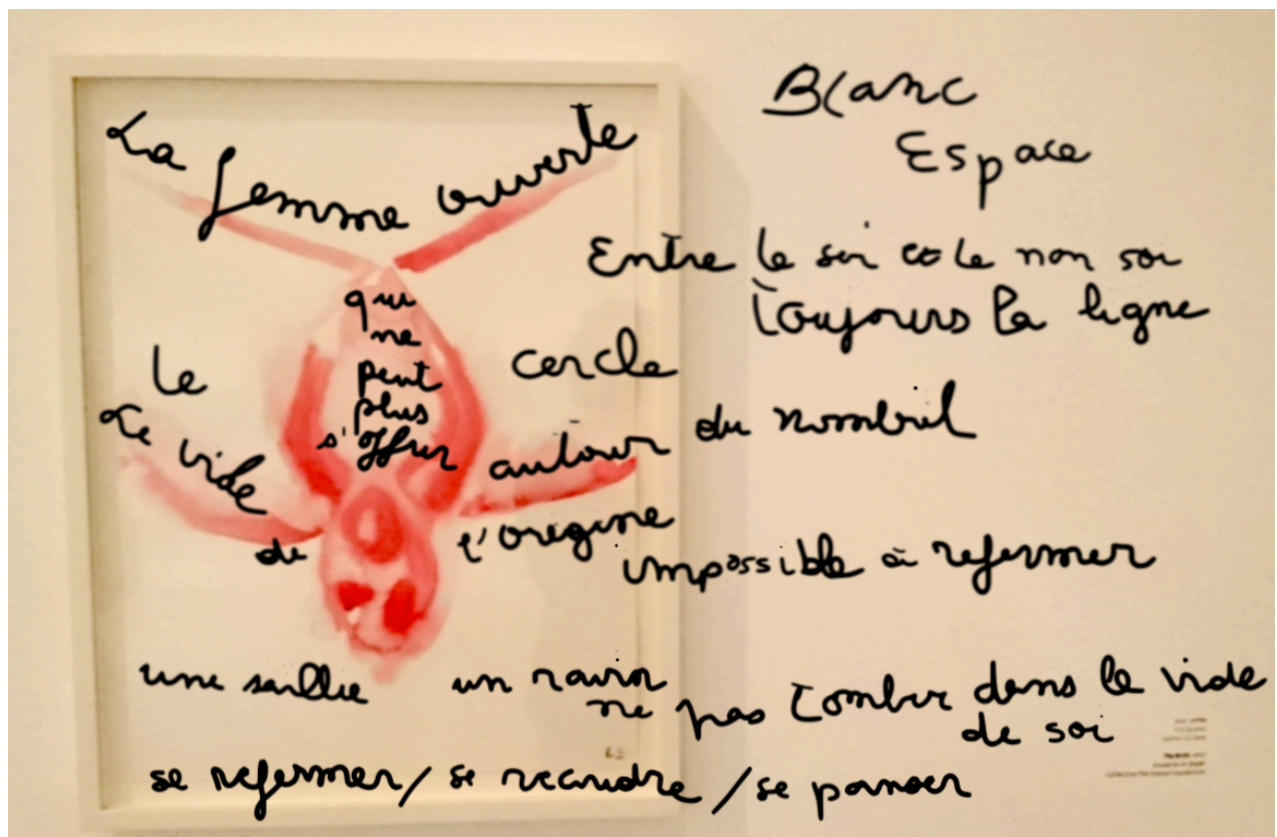 Blanc
Espace
La femme ouverte
Entre le soi et le non soi
Toujours la ligne
qui
ne
peut
plus
s'offrir
Le cercle
autour du nombril
Le vide
de l'origine
impossible à refermer
une saillie un ravin
ne pas tomber dans le vide
de soi
se refermer / se recoudre / se panser
L B